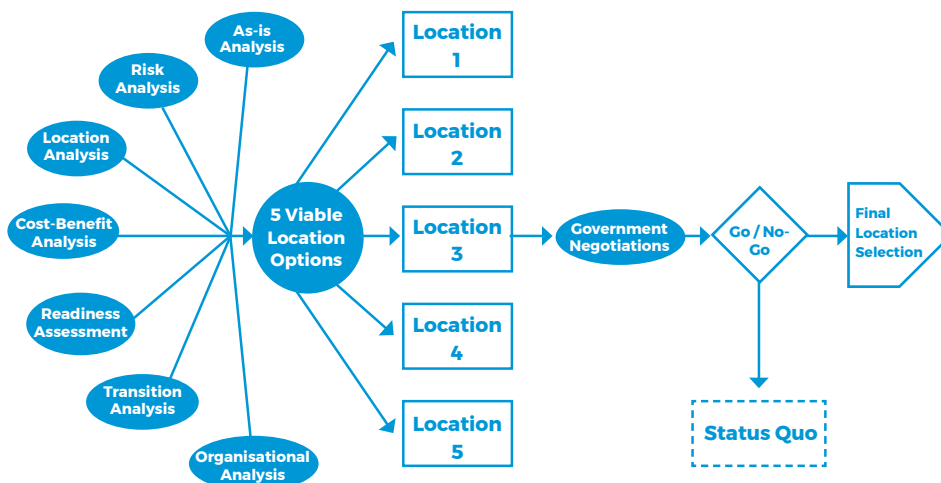 As-is
Analysis
Risk
Analysis
Location
Analysis
Cost-Benefit
Analysis
Readiness
Assessment
Transition
Analysis
Organisational
Analysis
5 Viable
Location
Options
Location
1
Location
2
Location
3
Location
4
Location
5
Government
Negotiations
Go / No-
Go
Final
Location
Selection
Status Quo